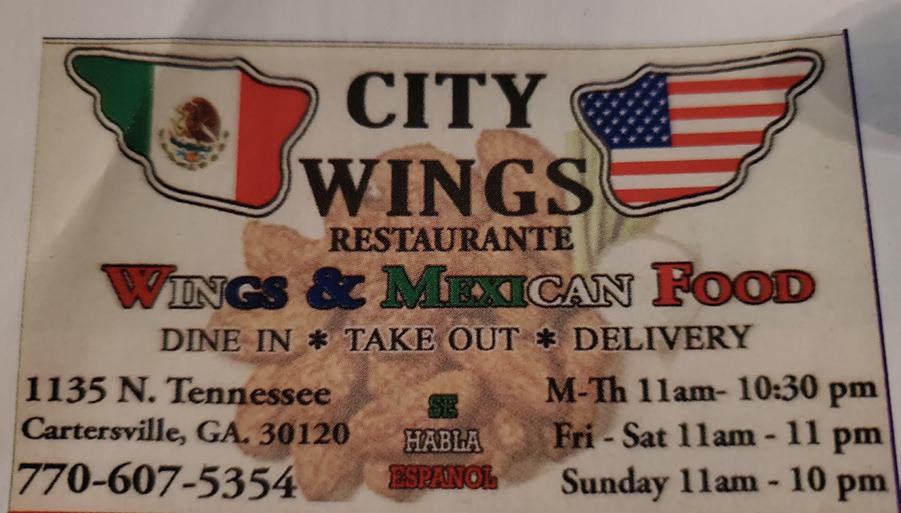 CITY
WINGS
RESTAURANTE
WINGS & MEXICAN FOOD
DINE IN * TAKE OUT * DELIVERY
1135 N. Tennessee
Cartersville, GA. 30120
770-607-5354
SE
HABLA
ESPANOL
M-Th 11am- 10:30 pm
Fri - Sat 11am - 11 pm
Sunday 11am - 10 pm